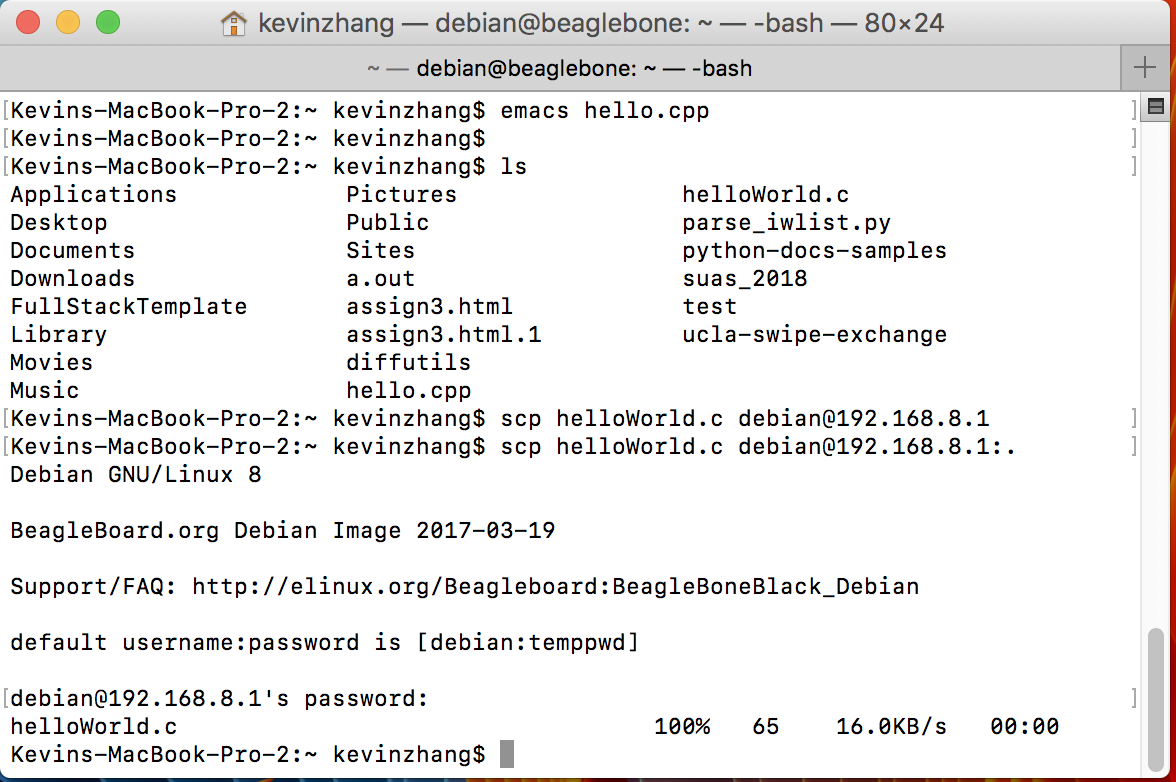 kevinzhang — debian@beaglebone: ~ — -bash — 80×24
~ — debian@beaglebone: ~ — -bash
[Kevins-MacBook-Pro-2:~ kevinzhang$ emacs hello.cpp ]
[Kevins-MacBook-Pro-2:~ kevinzhang$ ]
[Kevins-MacBook-Pro-2:~ kevinzhang$ ls ]
Applications Pictures helloWorld.c
Desktop Public parse_iwlist.py
Documents Sites python-docs-samples
Downloads a.out suas_2018
FullStackTemplate assign3.html test
Library assign3.html.1 ucla-swipe-exchange
Movies diffutils
Music hello.cpp
[Kevins-MacBook-Pro-2:~ kevinzhang$ scp helloWorld.c debian@192.168.8.1 ]
[Kevins-MacBook-Pro-2:~ kevinzhang$ scp helloWorld.c debian@192.168.8.1:. ]
Debian GNU/Linux 8
BeagleBoard.org Debian Image 2017-03-19
Support/FAQ: http://elinux.org/Beagleboard:BeagleBoneBlack_Debian
default username:password is [debian:temppwd]
[debian@192.168.8.1's password: ]
helloWorld.c 100% 65 16.0KB/s 00:00
Kevins-MacBook-Pro-2:~ kevinzhang$